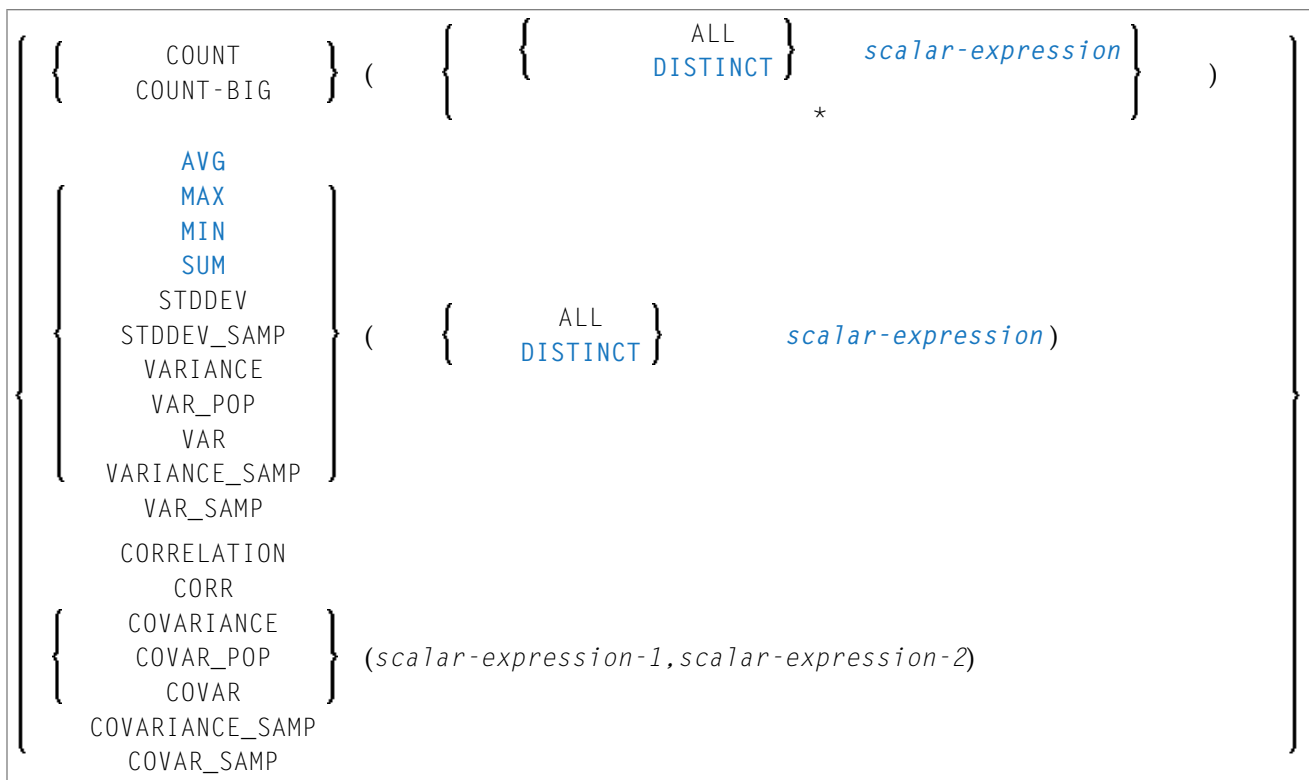 COUNT
COUNT-BIG
(
ALL
DISTINCT
scalar-expression
*
)
AVG
MAX
MIN
SUM
STDDEV
STDDEV_SAMP
VARIANCE
VAR_POP
VAR
VARIANCE_SAMP
VAR_SAMP
(
ALL
DISTINCT
scalar-expression)
CORRELATION
CORR
COVARIANCE
COVAR_POP
COVAR
COVARIANCE_SAMP
COVAR_SAMP
(scalar-expression-1,scalar-expression-2)